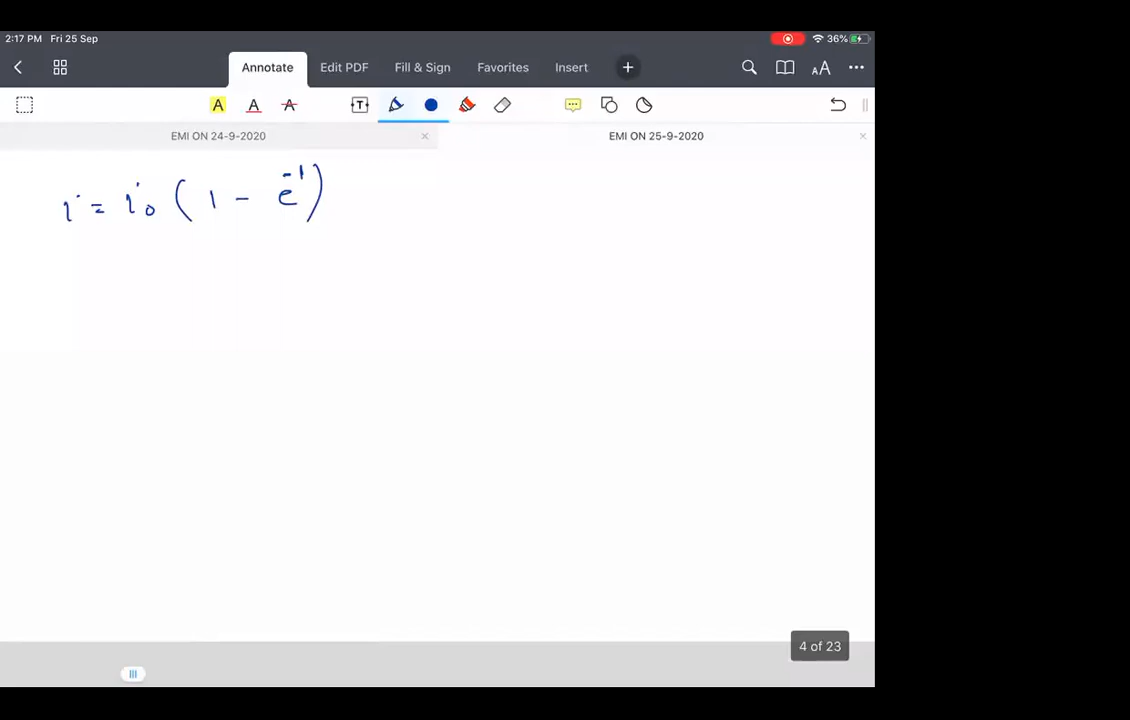 2:17 PM Fri 25 Sep 36%
Annotate Edit PDF Fill & Sign Favorites Insert
A A A T
EMI ON 24-9-2020 EMI ON 25-9-2020
i = i₀ ( 1 - e⁻¹ )
4 of 23